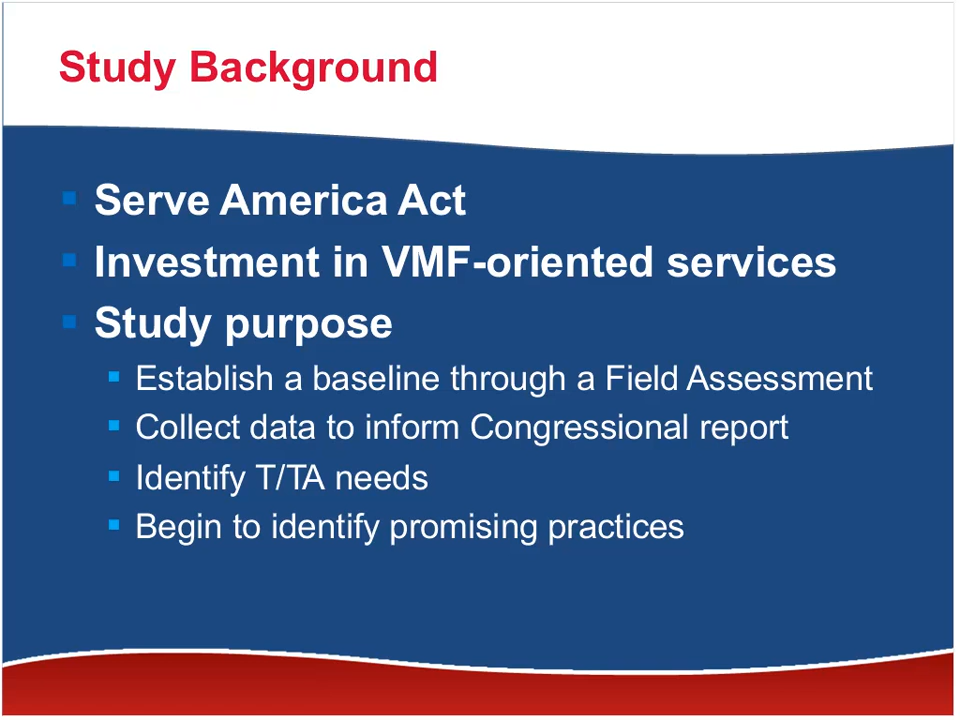 Study Background
Serve America Act
Investment in VMF-oriented services
Study purpose
Establish a baseline through a Field Assessment
Collect data to inform Congressional report
Identify T/TA needs
Begin to identify promising practices